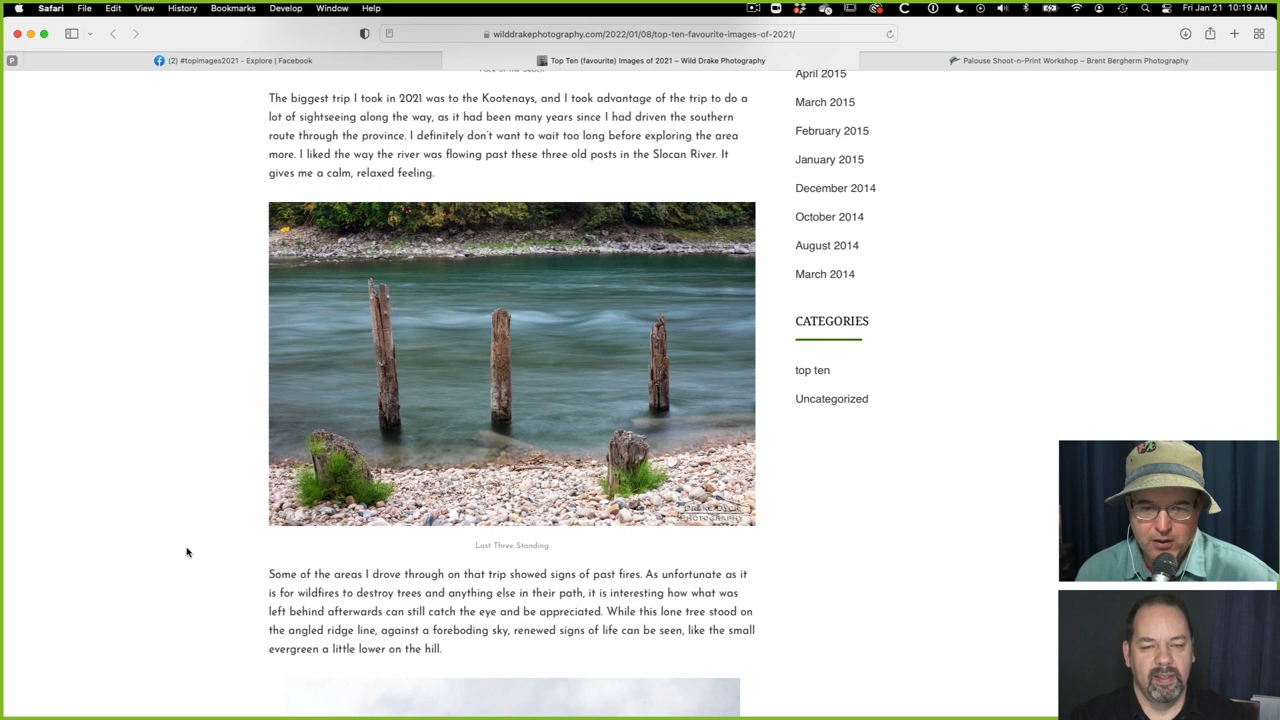 Safari File Edit View History Bookmarks Develop Window Help
Fri Jan 21 10:19 AM
wilddrakephotography.com/2022/01/08/top-ten-favourite-images-of-2021/
(2) #topimages2021 - Explore | Facebook
Top Ten (favourite) Images of 2021 – Wild Drake Photography
Palouse Shoot-n-Print Workshop – Brent Bergherm Photography
The biggest trip I took in 2021 was to the Kootenays, and I took advantage of the trip to do a
lot of sightseeing along the way, as it had been many years since I had driven the southern
route through the province. I definitely don't want to wait too long before exploring the area
more. I liked the way the river was flowing past these three old posts in the Slocan River. It
gives me a calm, relaxed feeling.
DRAKE DYCK
PHOTOGRAPHY
Last Three Standing
Some of the areas I drove through on that trip showed signs of past fires. As unfortunate as it
is for wildfires to destroy trees and anything else in their path, it is interesting how what was
left behind afterwards can still catch the eye and be appreciated. While this lone tree stood on
the angled ridge line, against a foreboding sky, renewed signs of life can be seen, like the small
evergreen a little lower on the hill.
April 2015
March 2015
February 2015
January 2015
December 2014
October 2014
August 2014
March 2014
CATEGORIES
top ten
Uncategorized